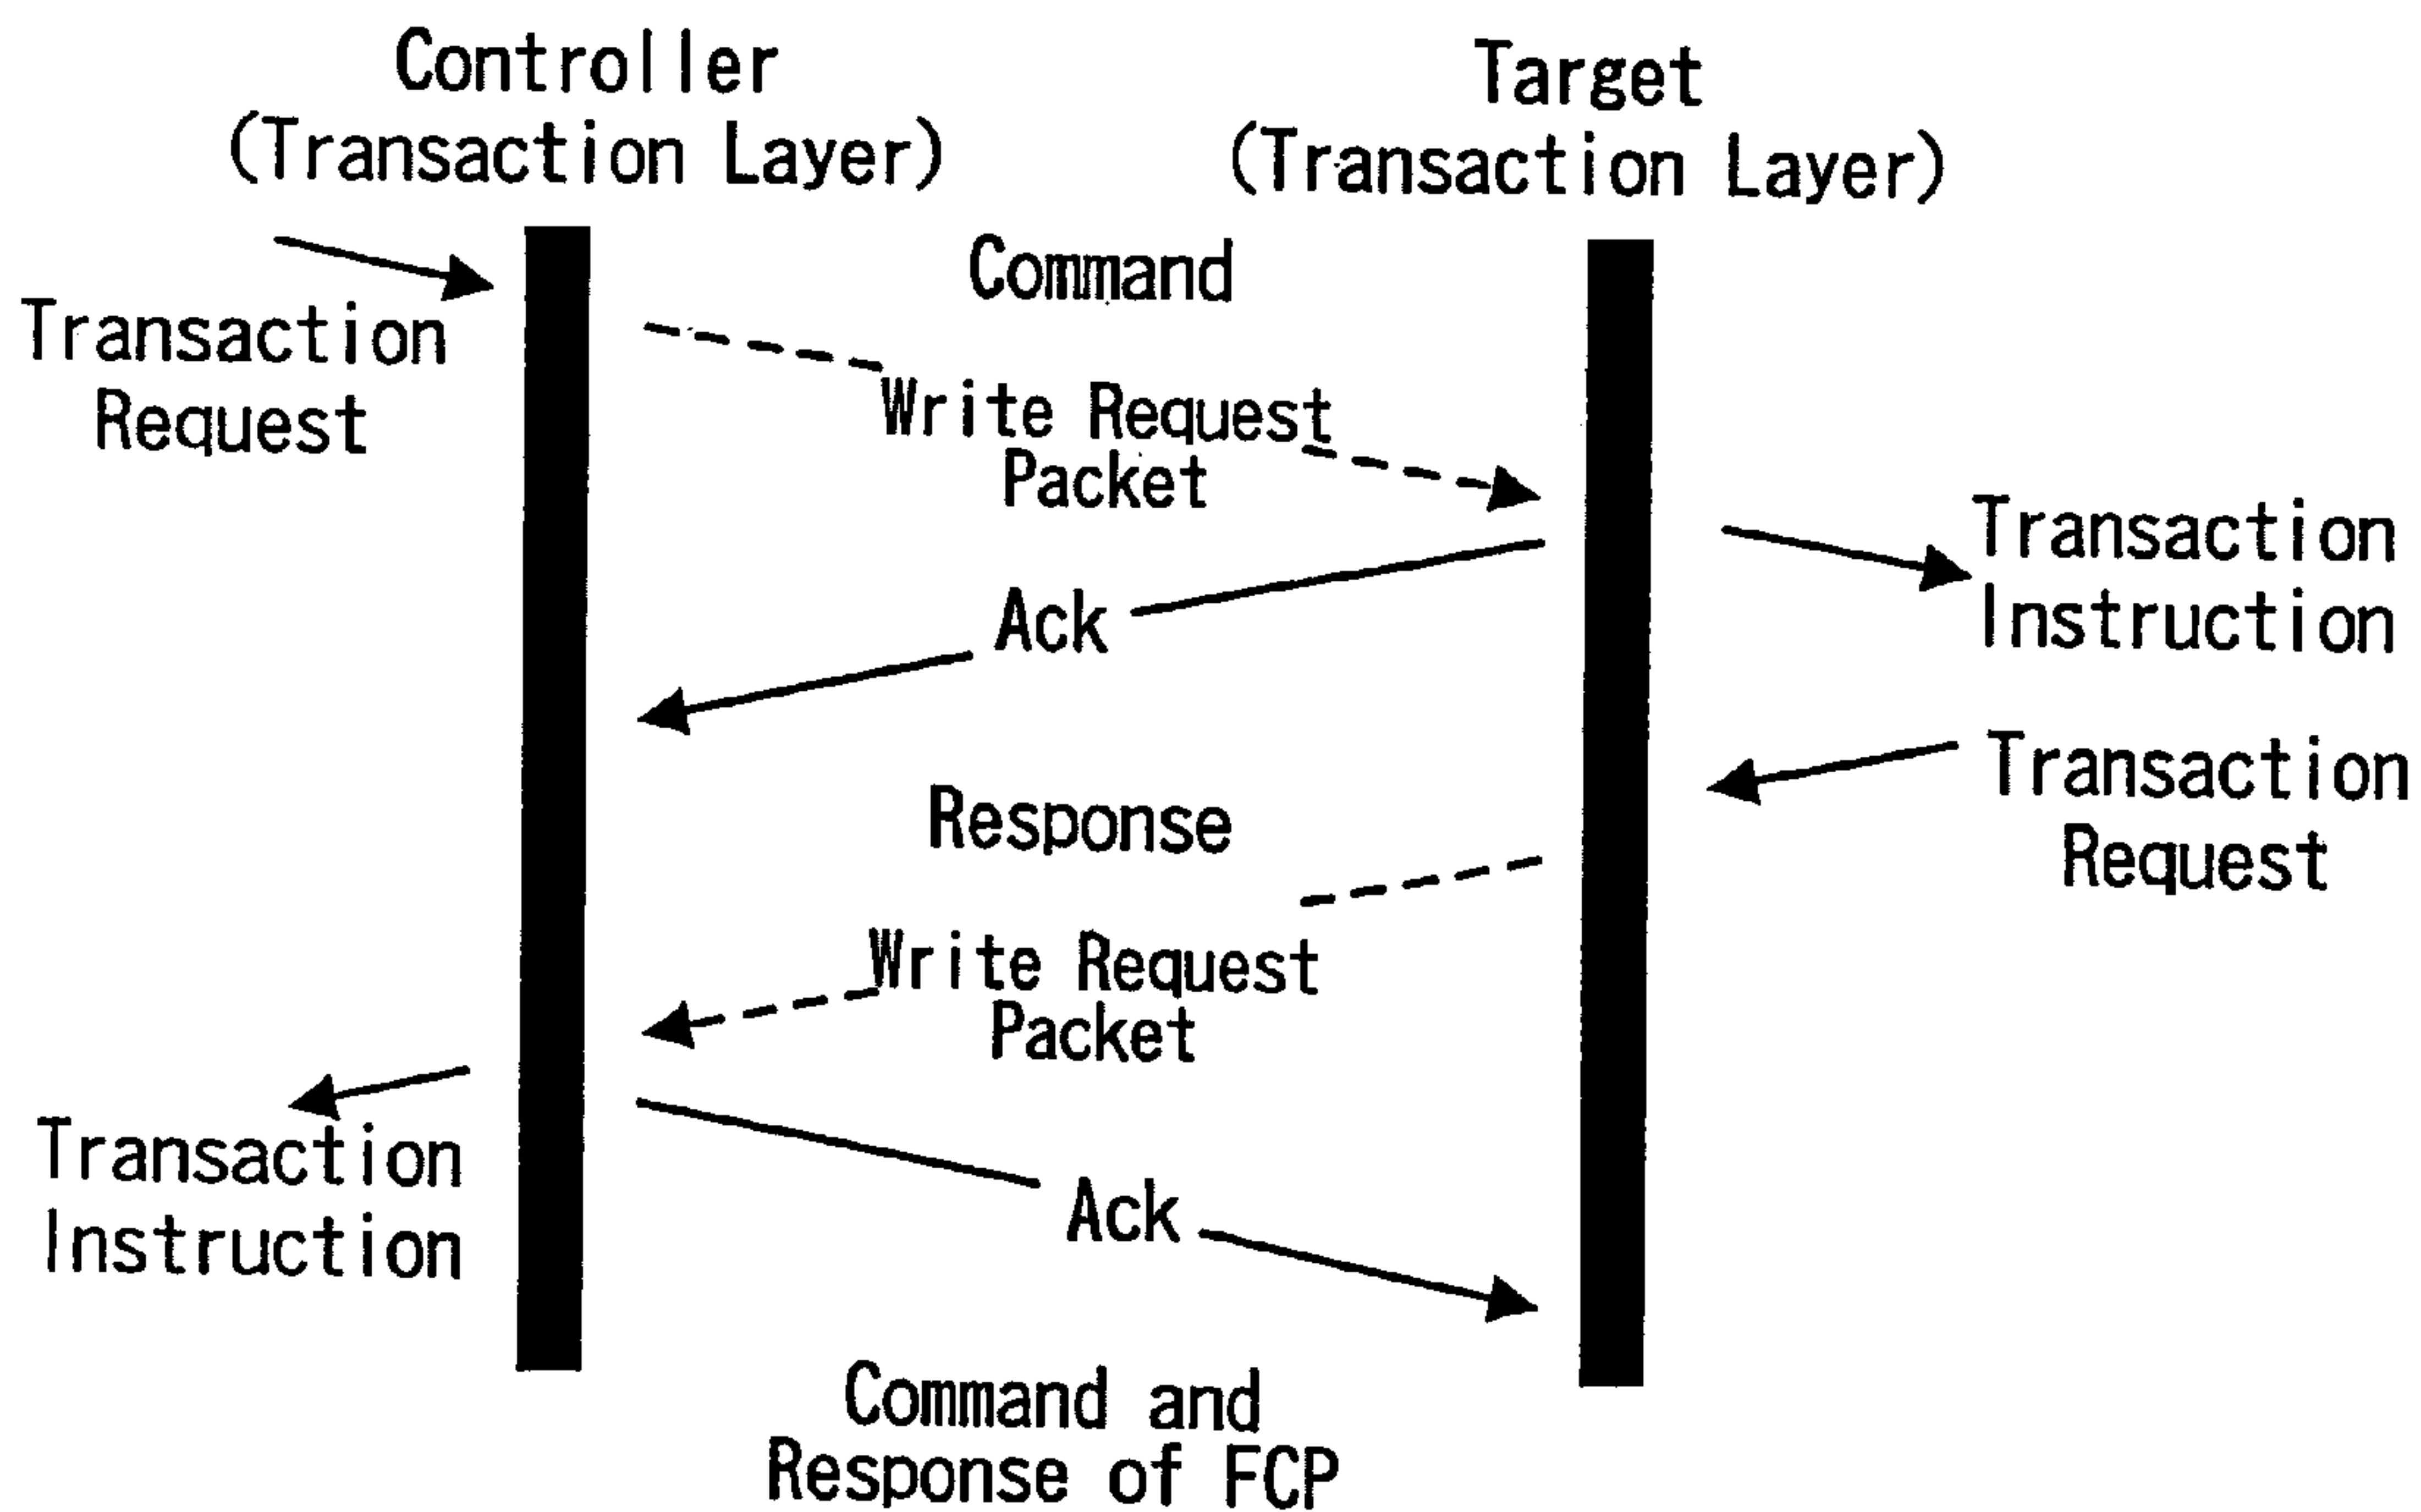 Controller
(Transaction Layer)
Target
(Transaction Layer)
Transaction
Request
Command
Write Request
Packet
Transaction
Instruction
Ack
Transaction
Request
Response
Write Request
Packet
Transaction
Instruction
Ack
Command and
Response of FCP